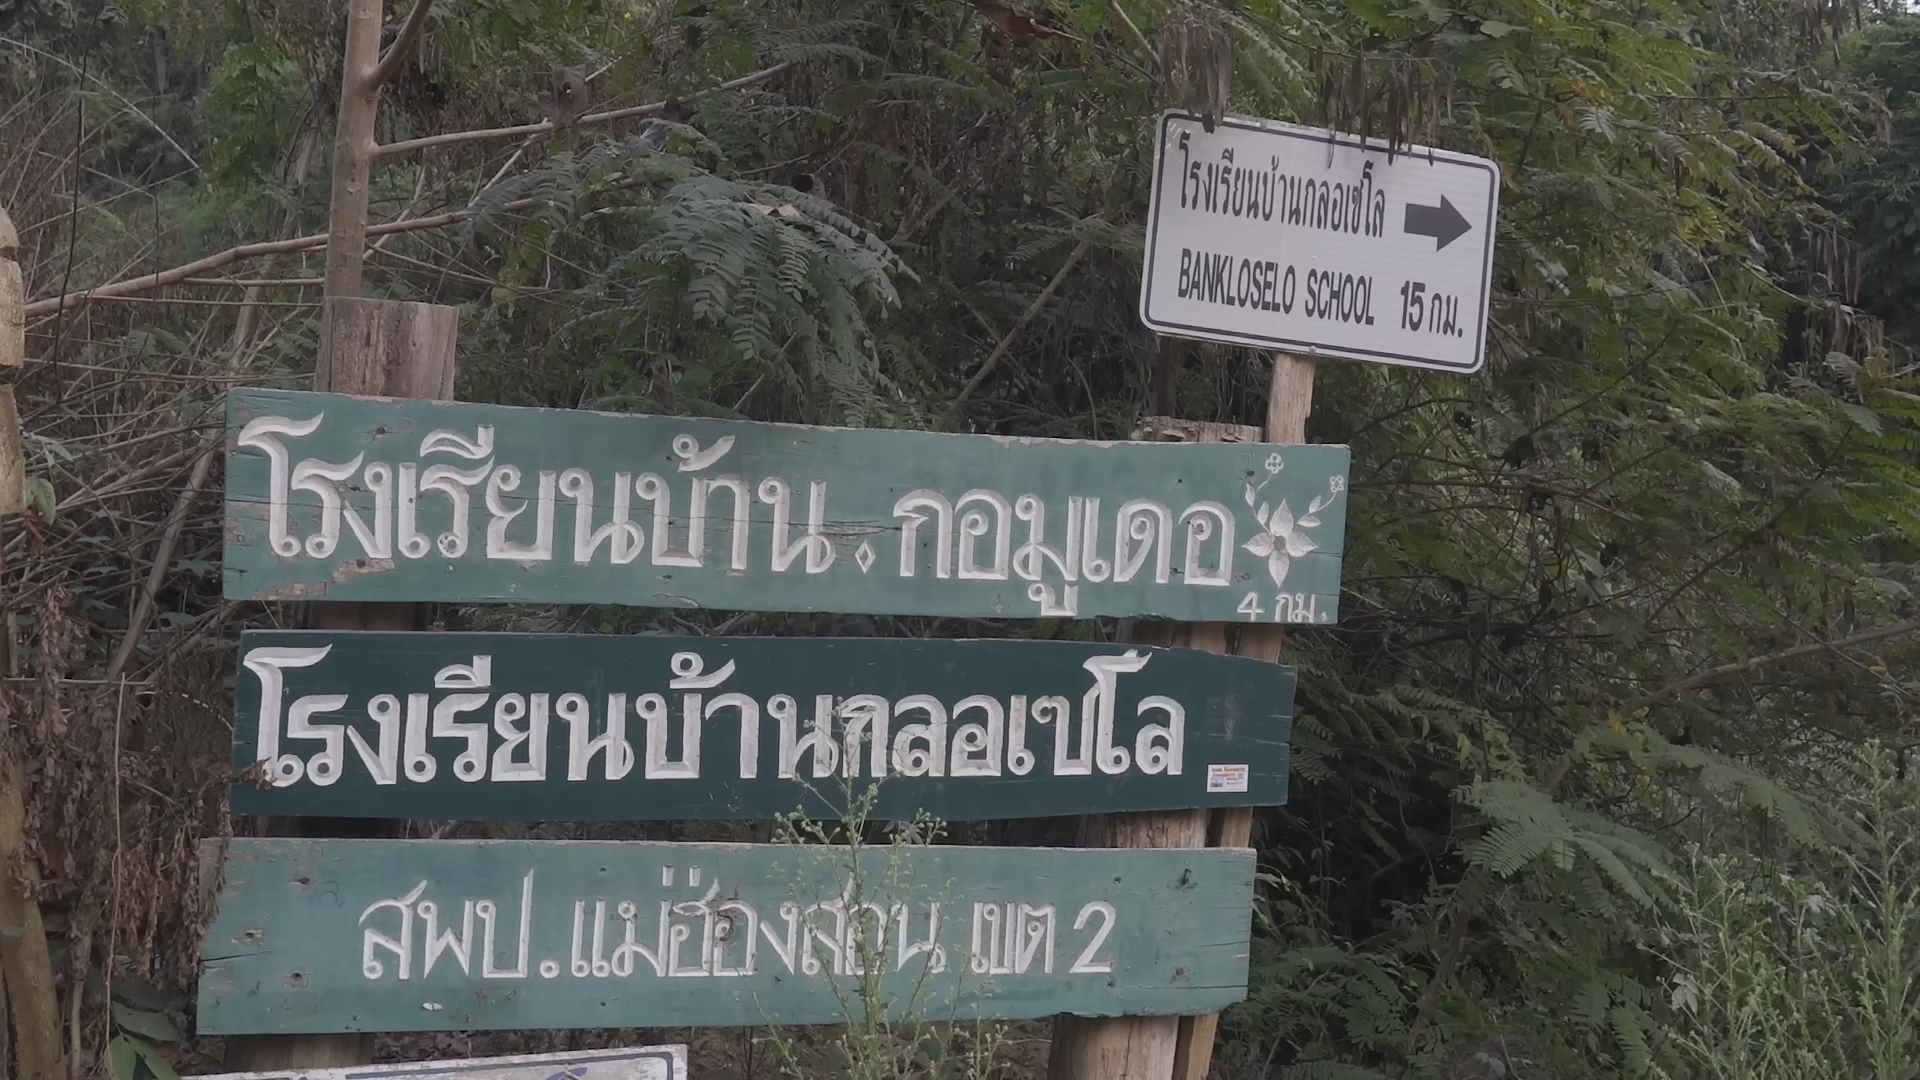 โรงเรียนบ้านกลอเซโล
BANKLOSELO SCHOOL 15 กม.
โรงเรียนบ้าน.กอมูเดอ
4 กม.
โรงเรียนบ้านกลอเซโล
สพป.แม่ฮ่องสอน เขต 2